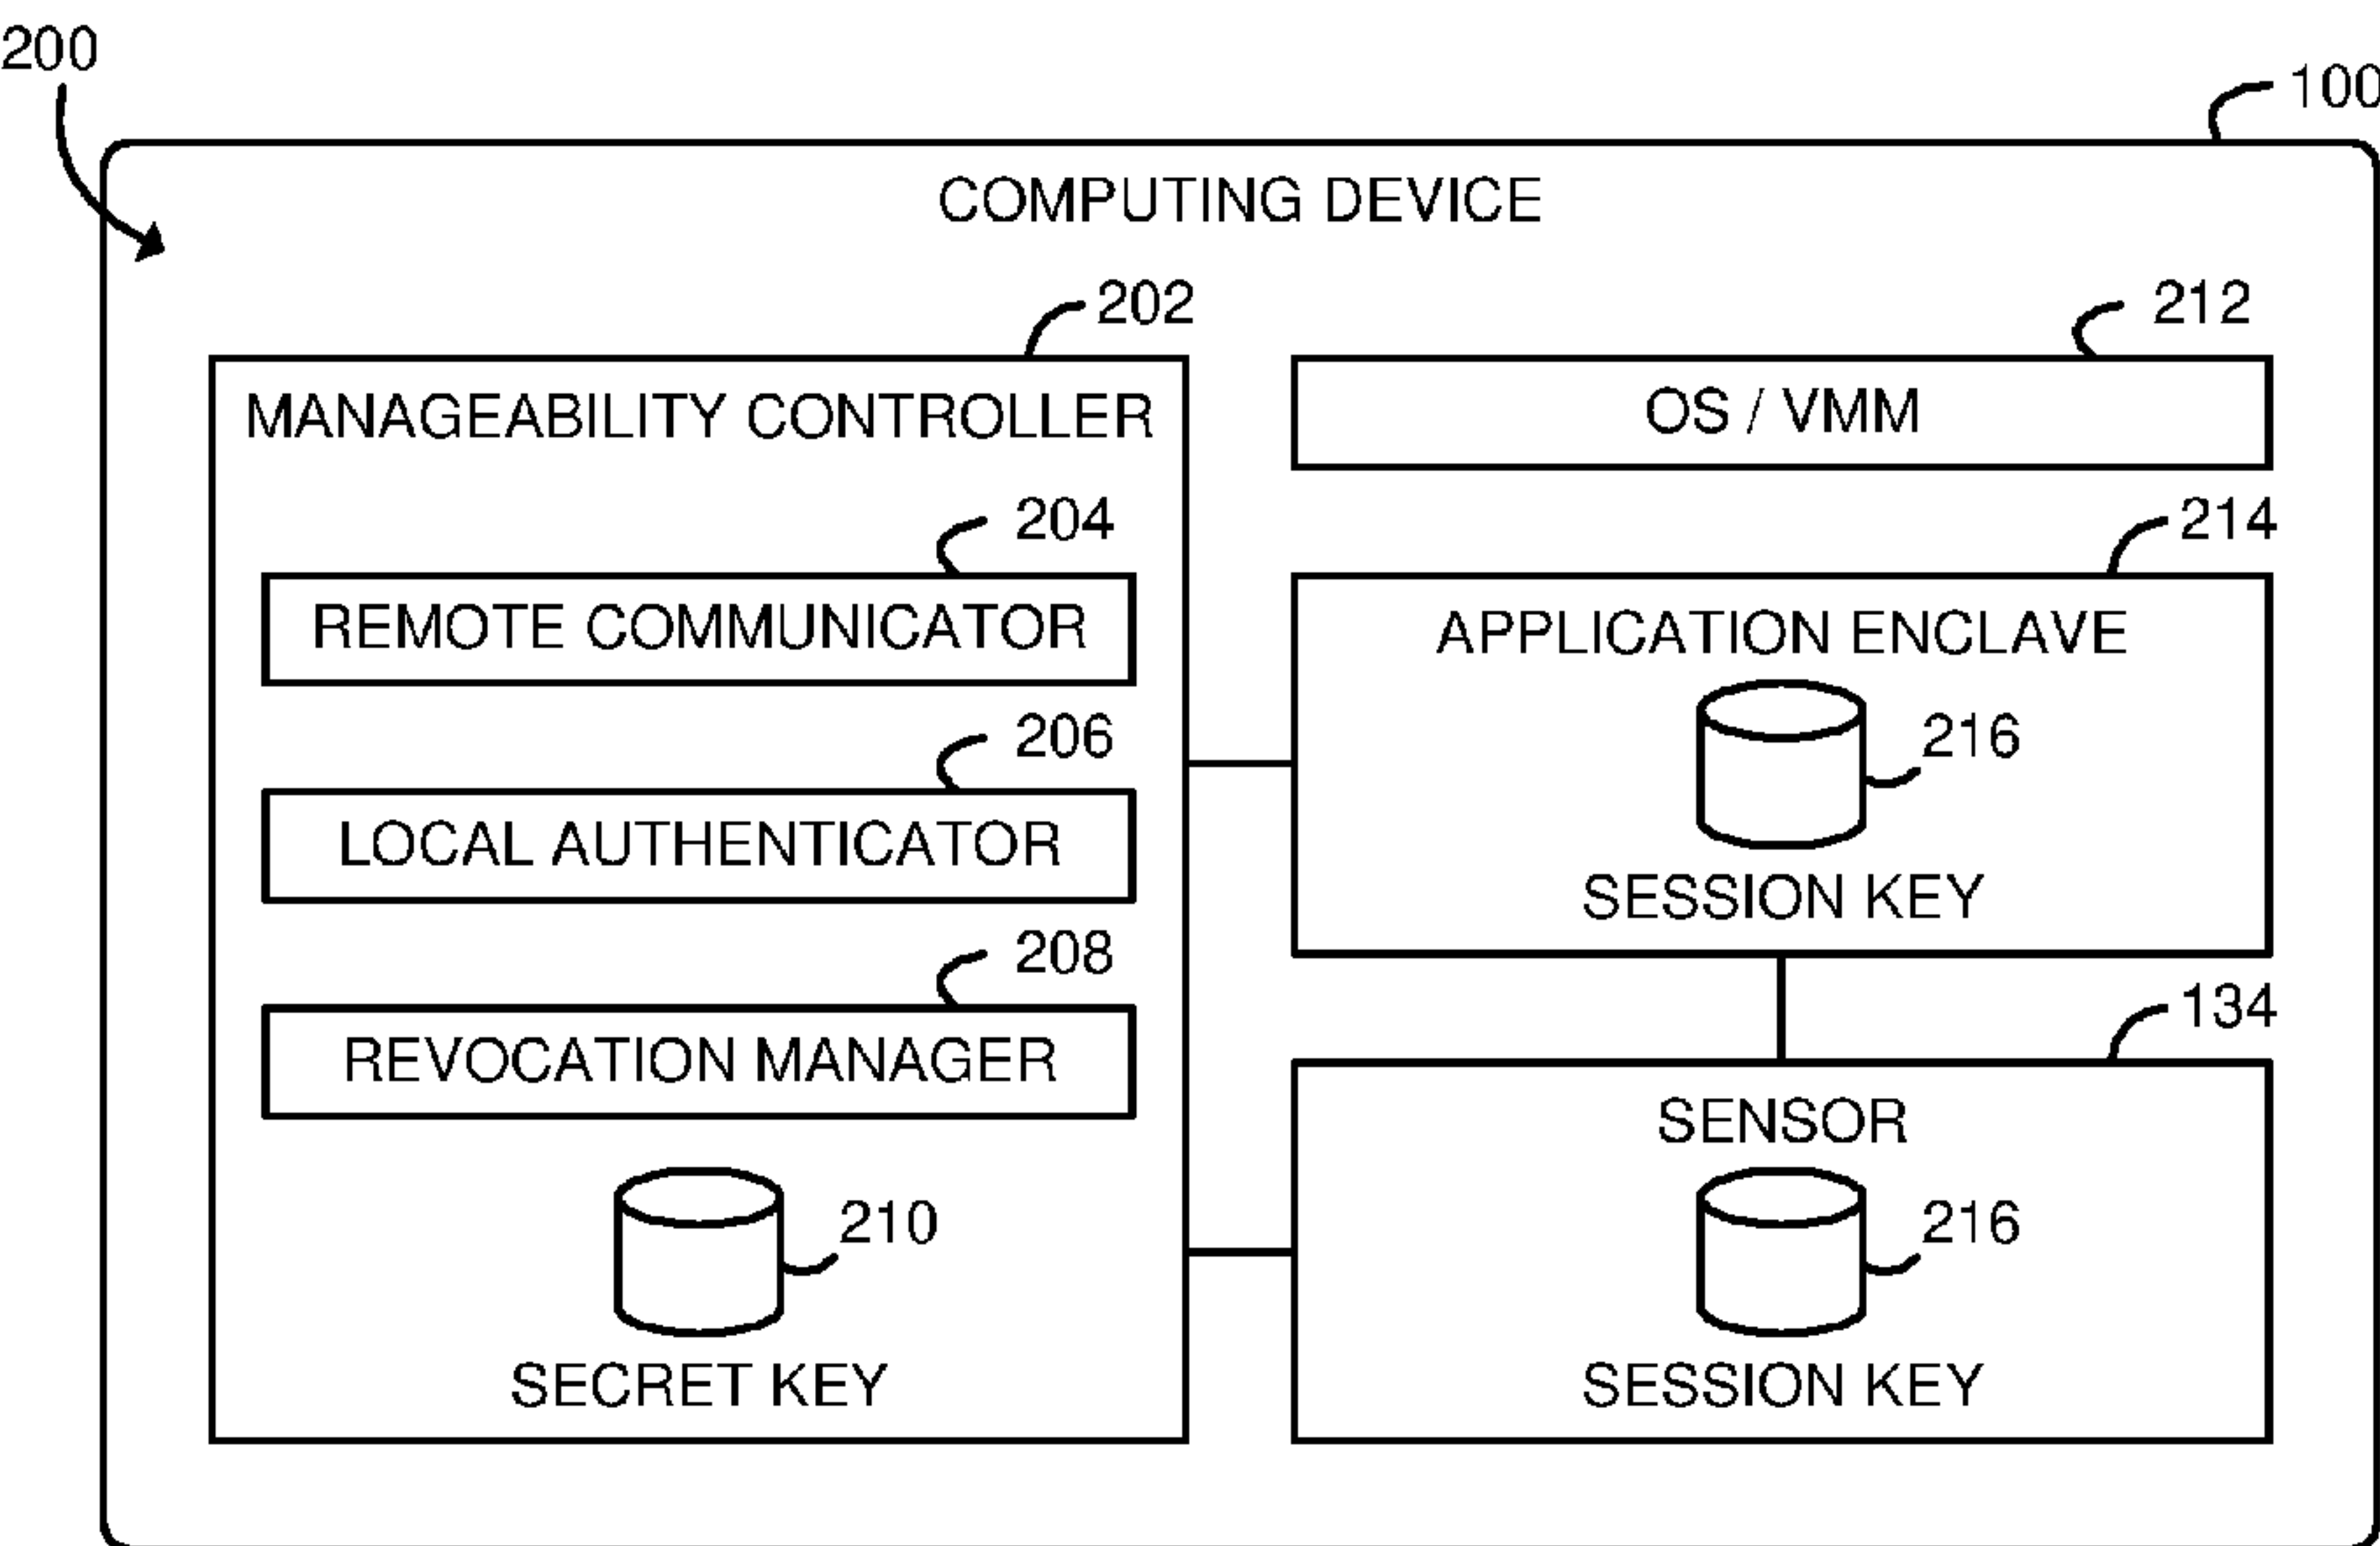 200
100
COMPUTING DEVICE
202
MANAGEABILITY CONTROLLER
204
REMOTE COMMUNICATOR
206
LOCAL AUTHENTICATOR
208
REVOCATION MANAGER
210
SECRET KEY
212
OS / VMM
214
APPLICATION ENCLAVE
216
SESSION KEY
134
SENSOR
216
SESSION KEY